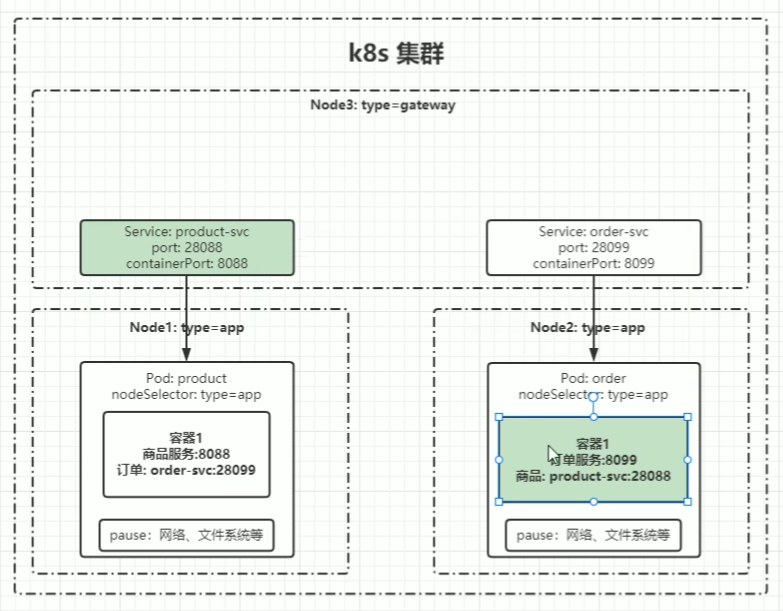 k8s 集群
Node3: type=gateway
Service: product-svc
port: 28088
containerPort: 8088
Service: order-svc
port: 28099
containerPort: 8099
Node1: type=app
Pod: product
nodeSelector: type=app
容器1
商品服务:8088
订单: order-svc:28099
pause：网络、文件系统等
Node2: type=app
Pod: order
nodeSelector: type=app
容器1
订单服务:8099
商品: product-svc:28088
pause：网络、文件系统等